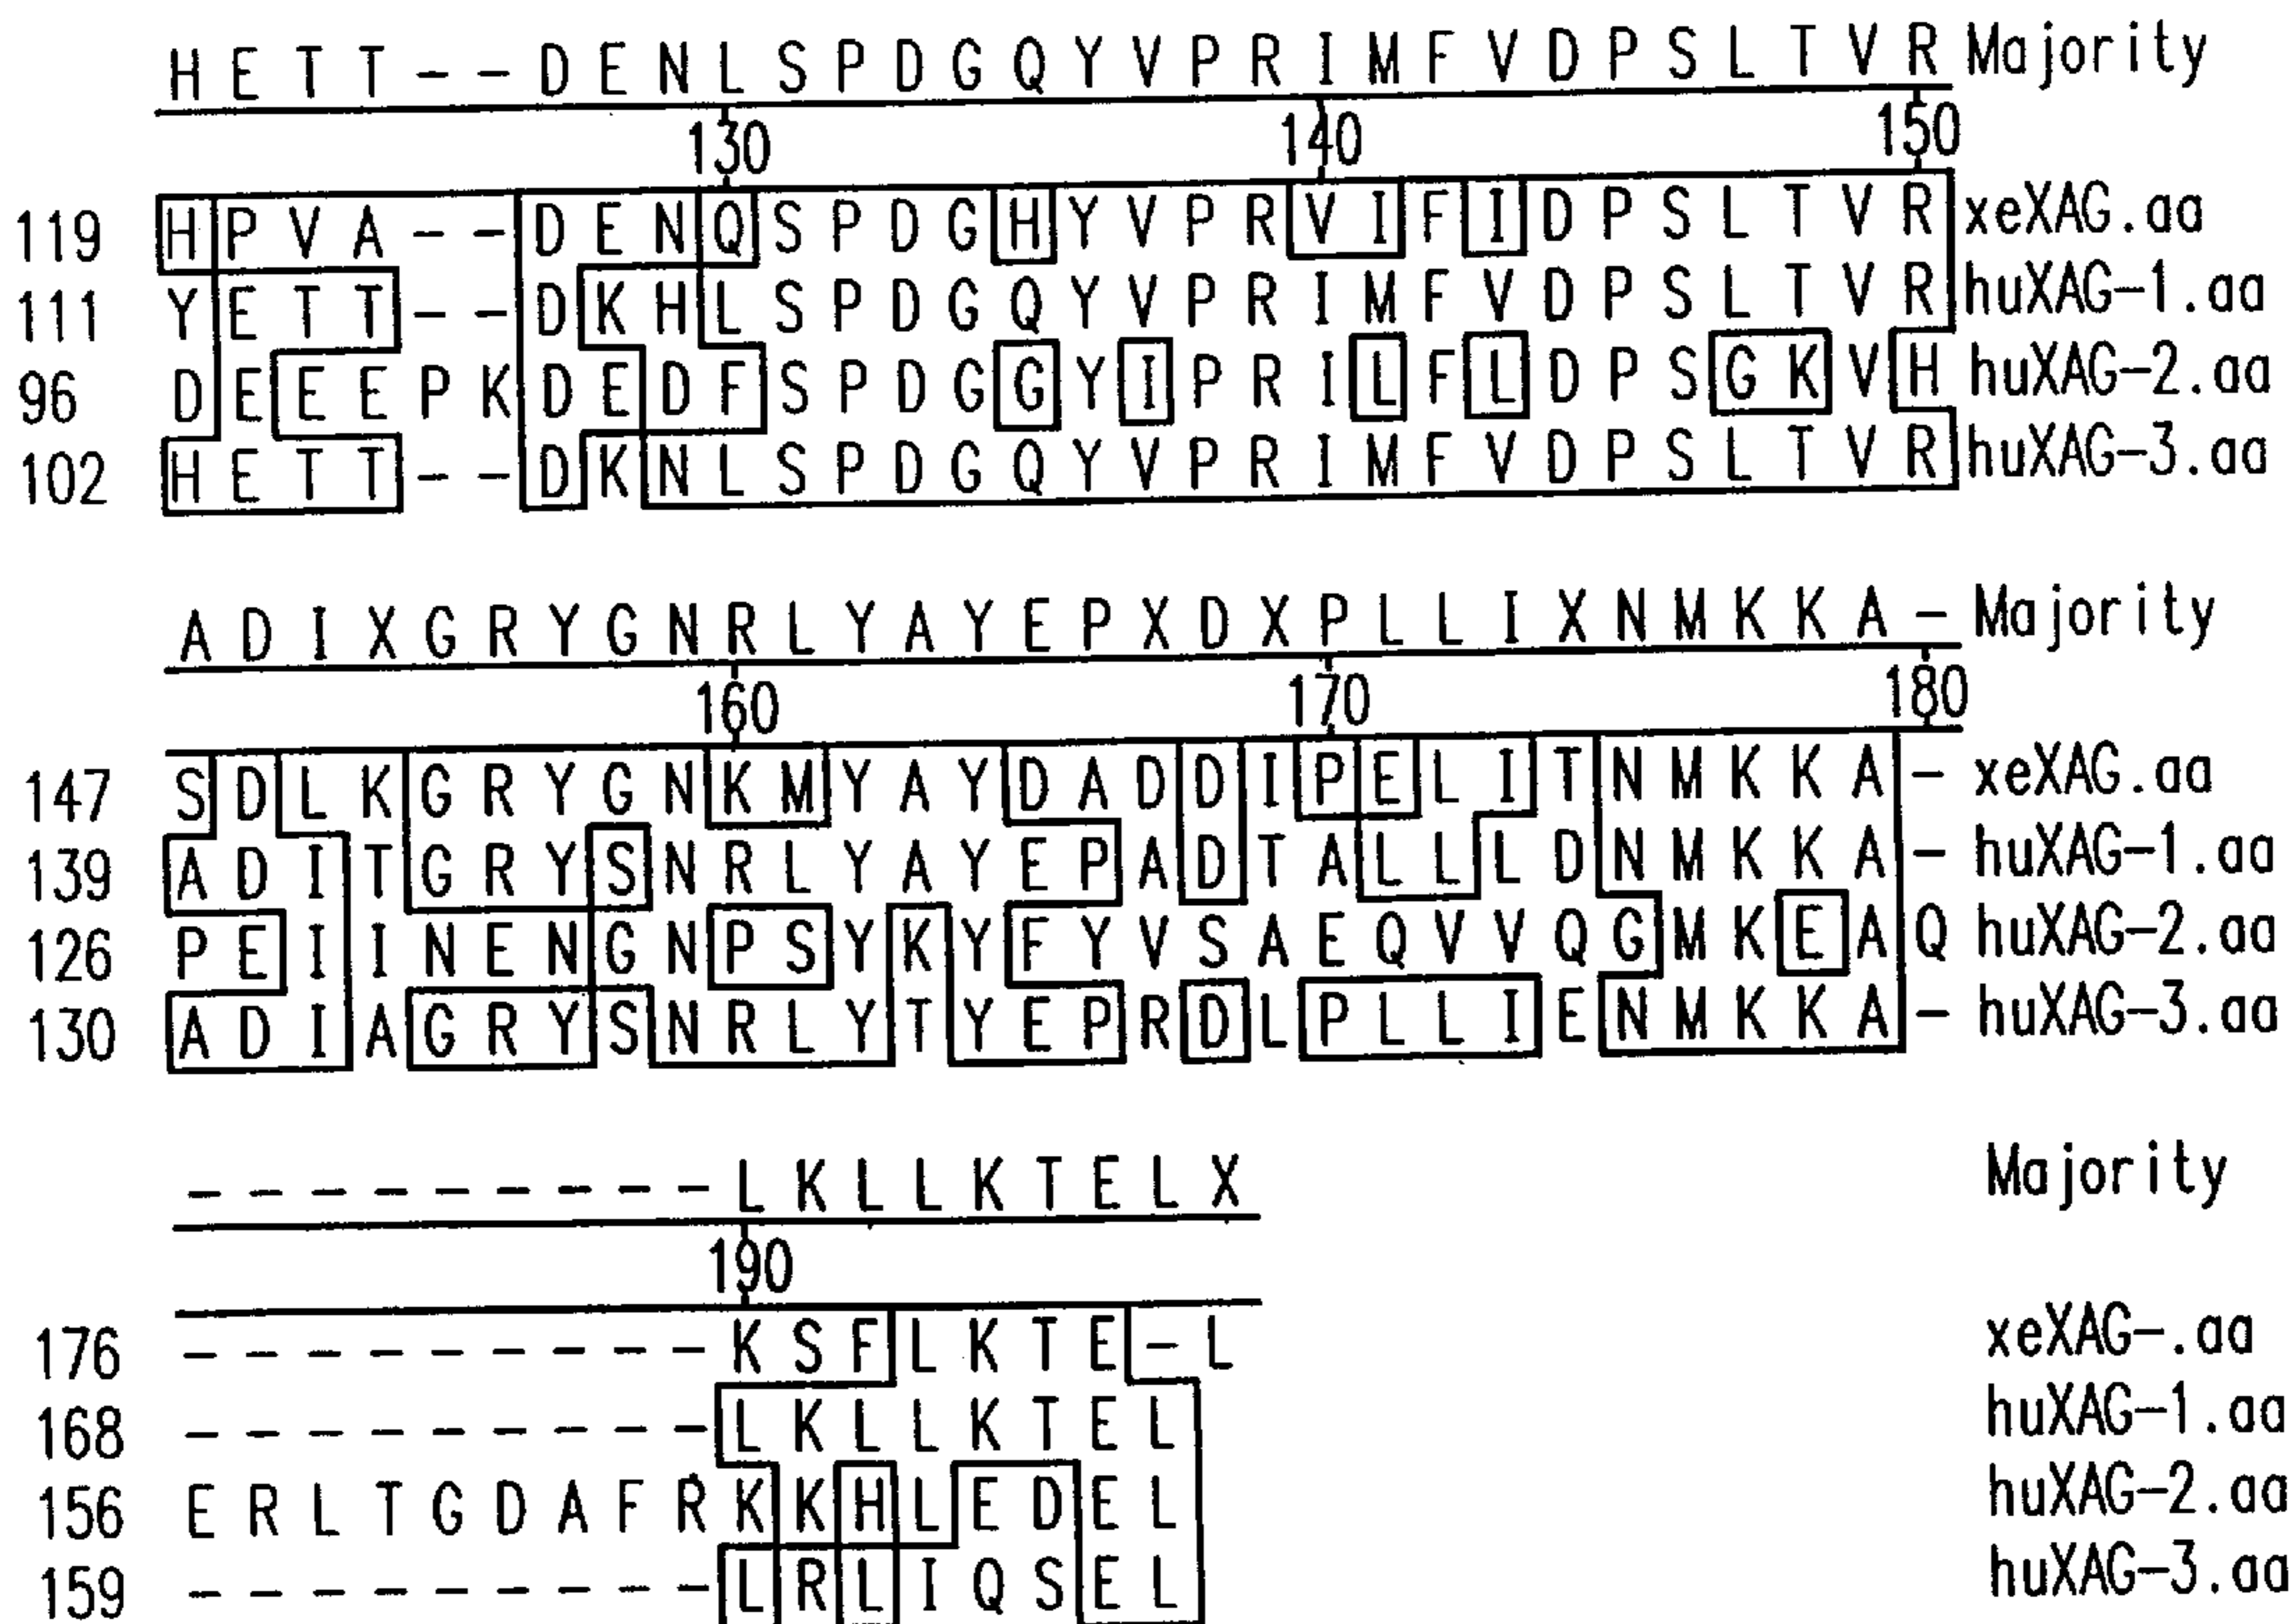 H E T T - - D E N L S P D G Q Y V P R I M F V D P S L T V R Majority
130 140 150
119 H P V A - - D E N Q S P D G H Y V P R V I F I D P S L T V R xeXAG.aa
111 Y E T T - - D K H L S P D G Q Y V P R I M F V D P S L T V R huXAG-1.aa
96 D E E E P K D E D F S P D G G Y I P R I L F L D P S G K V H huXAG-2.aa
102 H E T T - - D K N L S P D G Q Y V P R I M F V D P S L T V R huXAG-3.aa
A D I X G R Y G N R L Y A Y E P X D X P L L I X N M K K A - Majority
160 170 180
147 S D L K G R Y G N K M Y A Y D A D D I P E L I T N M K K A - xeXAG.aa
139 A D I T G R Y S N R L Y A Y E P A D T A L L L D N M K K A - huXAG-1.aa
126 P E I I N E N G N P S Y K Y F Y V S A E Q V V Q G M K E A Q huXAG-2.aa
130 A D I A G R Y S N R L Y T Y E P R D L P L L I E N M K K A - huXAG-3.aa
- - - - - - - - - L K L L K T E L X Majority
190
176 - - - - - - - - - K S F L K T E - L xeXAG-.aa
168 - - - - - - - - - L K L L K T E L huXAG-1.aa
156 E R L T G D A F R K K H L E D E L huXAG-2.aa
159 - - - - - - - - - L R L I Q S E L huXAG-3.aa